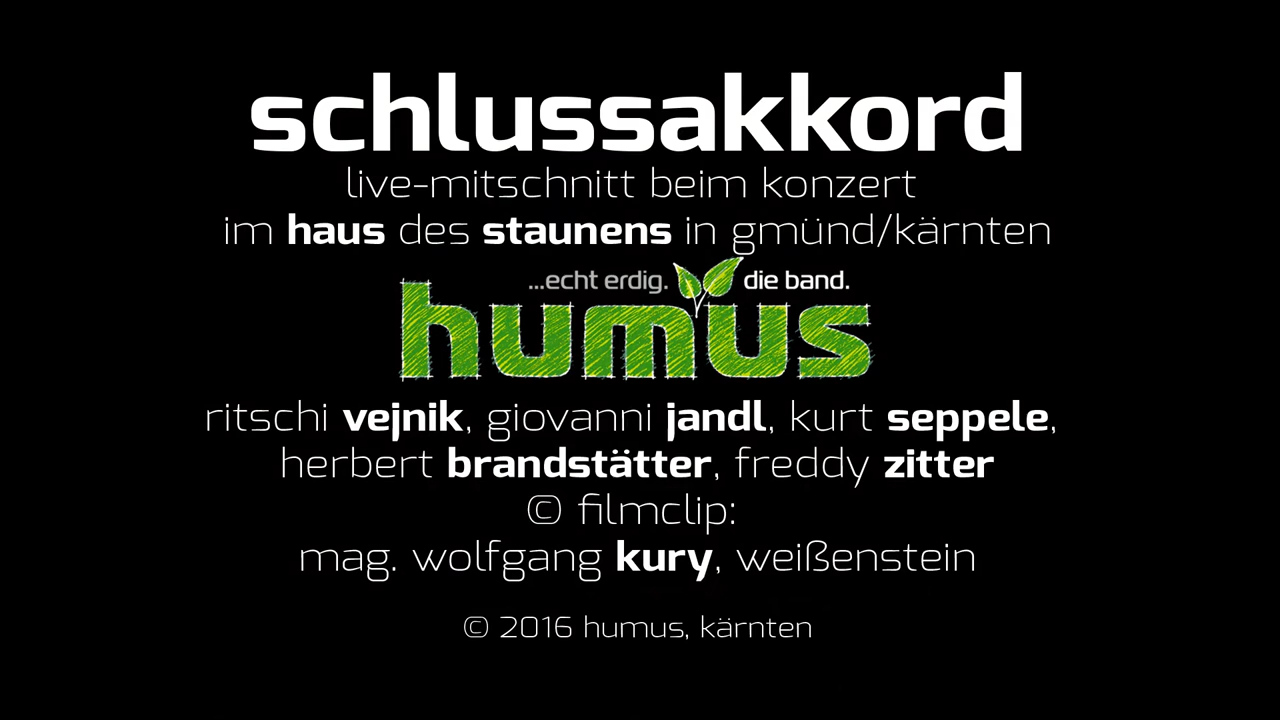 schlussakkord
live-mitschnitt beim konzert
im haus des staunens in gmünd/kärnten
...echt erdig. die band.
humus
ritschi vejnik, giovanni jandl, kurt seppele,
herbert brandstätter, freddy zitter
© filmclip:
mag. wolfgang kury, weißenstein
© 2016 humus, kärnten